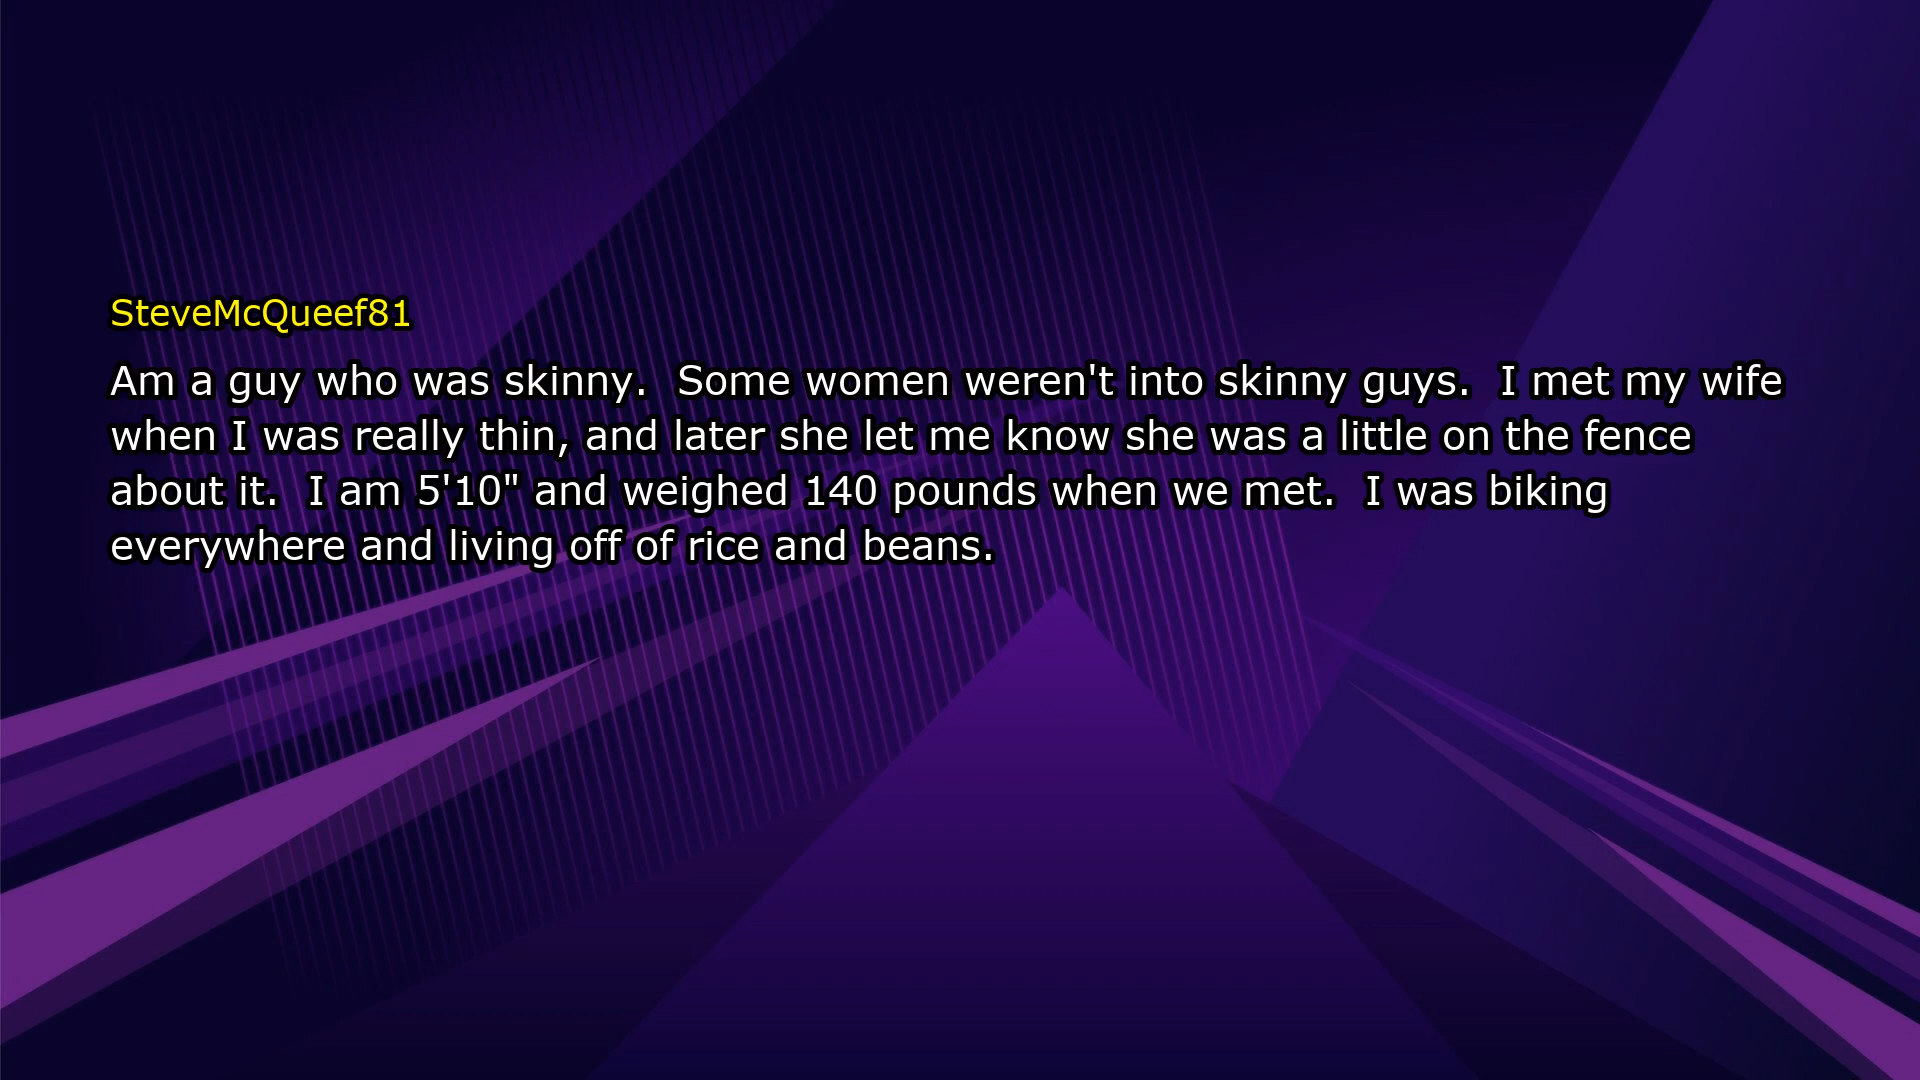 SteveMcQueef81
Am a guy who was skinny.  Some women weren't into skinny guys.  I met my wife
when I was really thin, and later she let me know she was a little on the fence
about it.  I am 5'10" and weighed 140 pounds when we met.  I was biking
everywhere and living off of rice and beans.